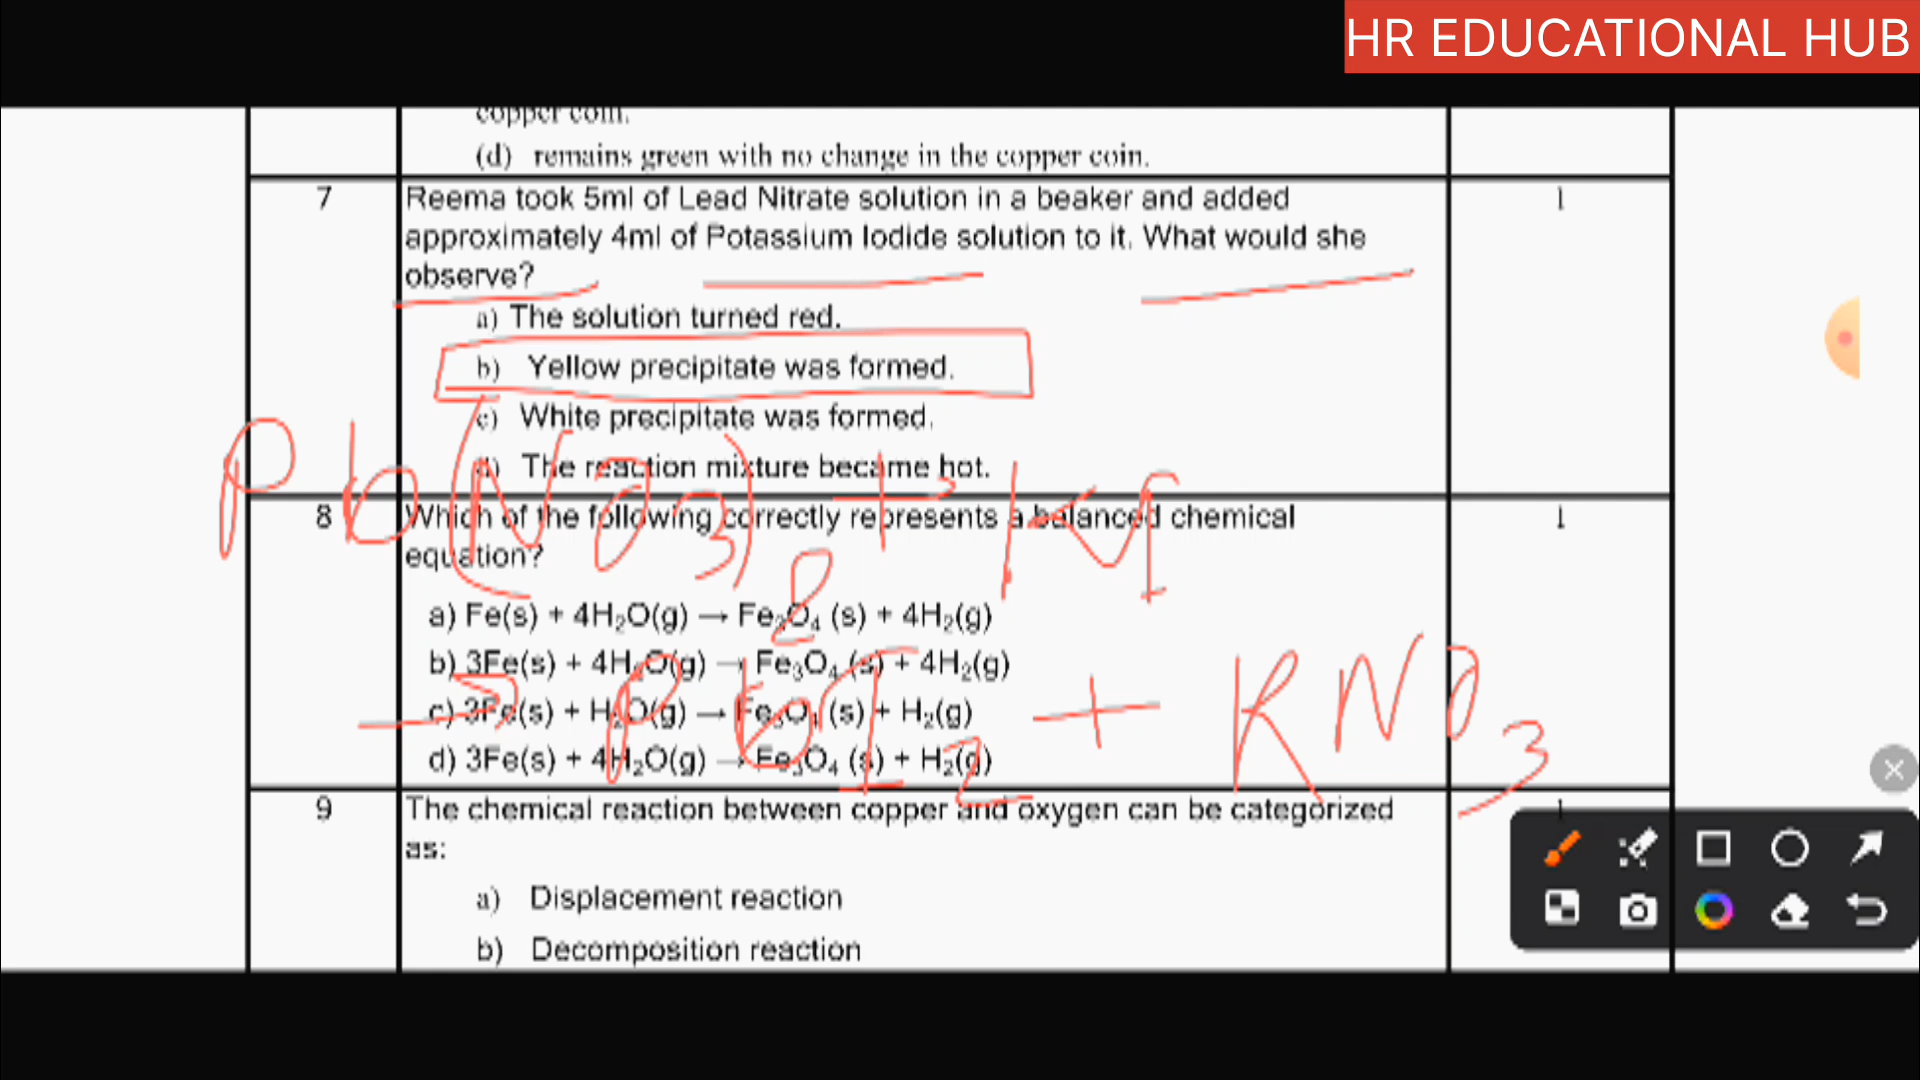 HR EDUCATIONAL HUB
copper coin.
(d) remains green with no change in the copper coin.
7 Reema took 5ml of Lead Nitrate solution in a beaker and added 1
approximately 4ml of Potassium Iodide solution to it. What would she
observe?
a) The solution turned red.
b) Yellow precipitate was formed.
c) White precipitate was formed.
d) The reaction mixture became hot.
Pb(NO3)2 + KI
8 Which of the following correctly represents a balanced chemical 1
equation?
a) Fe(s) + 4H₂O(g) → Fe₃O₄ (s) + 4H₂(g)
b) 3Fe(s) + 4H₂O(g) → Fe₃O₄ (s) + 4H₂(g)
→ PbI2 + KNO3
c) 3Fe(s) + H₂O(g) → Fe₃O₄ (s) + H₂(g)
d) 3Fe(s) + 4H₂O(g) → Fe₃O₄ (s) + H₂(g)
9 The chemical reaction between copper and oxygen can be categorized 1
as:
a) Displacement reaction
b) Decomposition reaction